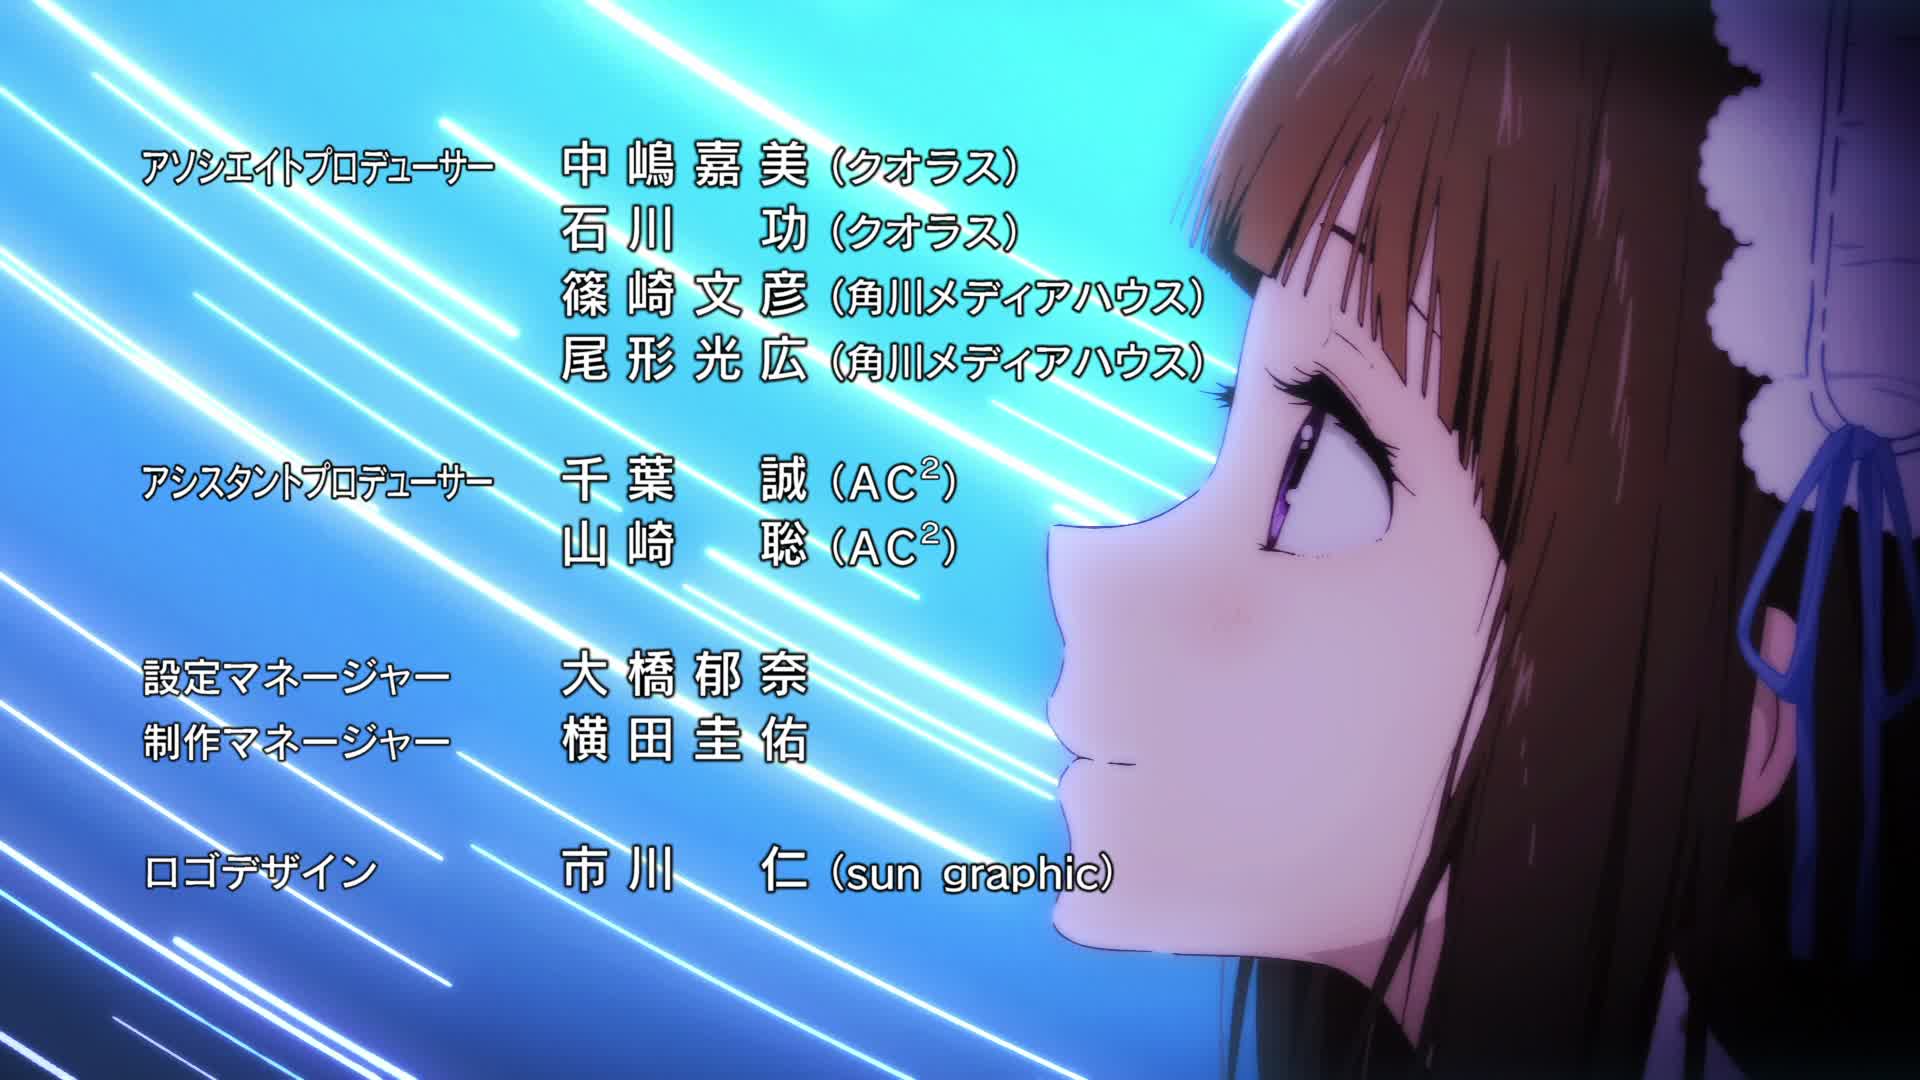 アソシエイトプロデューサー 中嶋嘉美(クオラス)
石川 功(クオラス)
篠崎文彦(角川メディアハウス)
尾形光広(角川メディアハウス)
アシスタントプロデューサー 千葉 誠(AC²)
山崎 聡(AC²)
設定マネージャー 大橋郁奈
制作マネージャー 横田圭佑
ロゴデザイン 市川 仁(sun graphic)